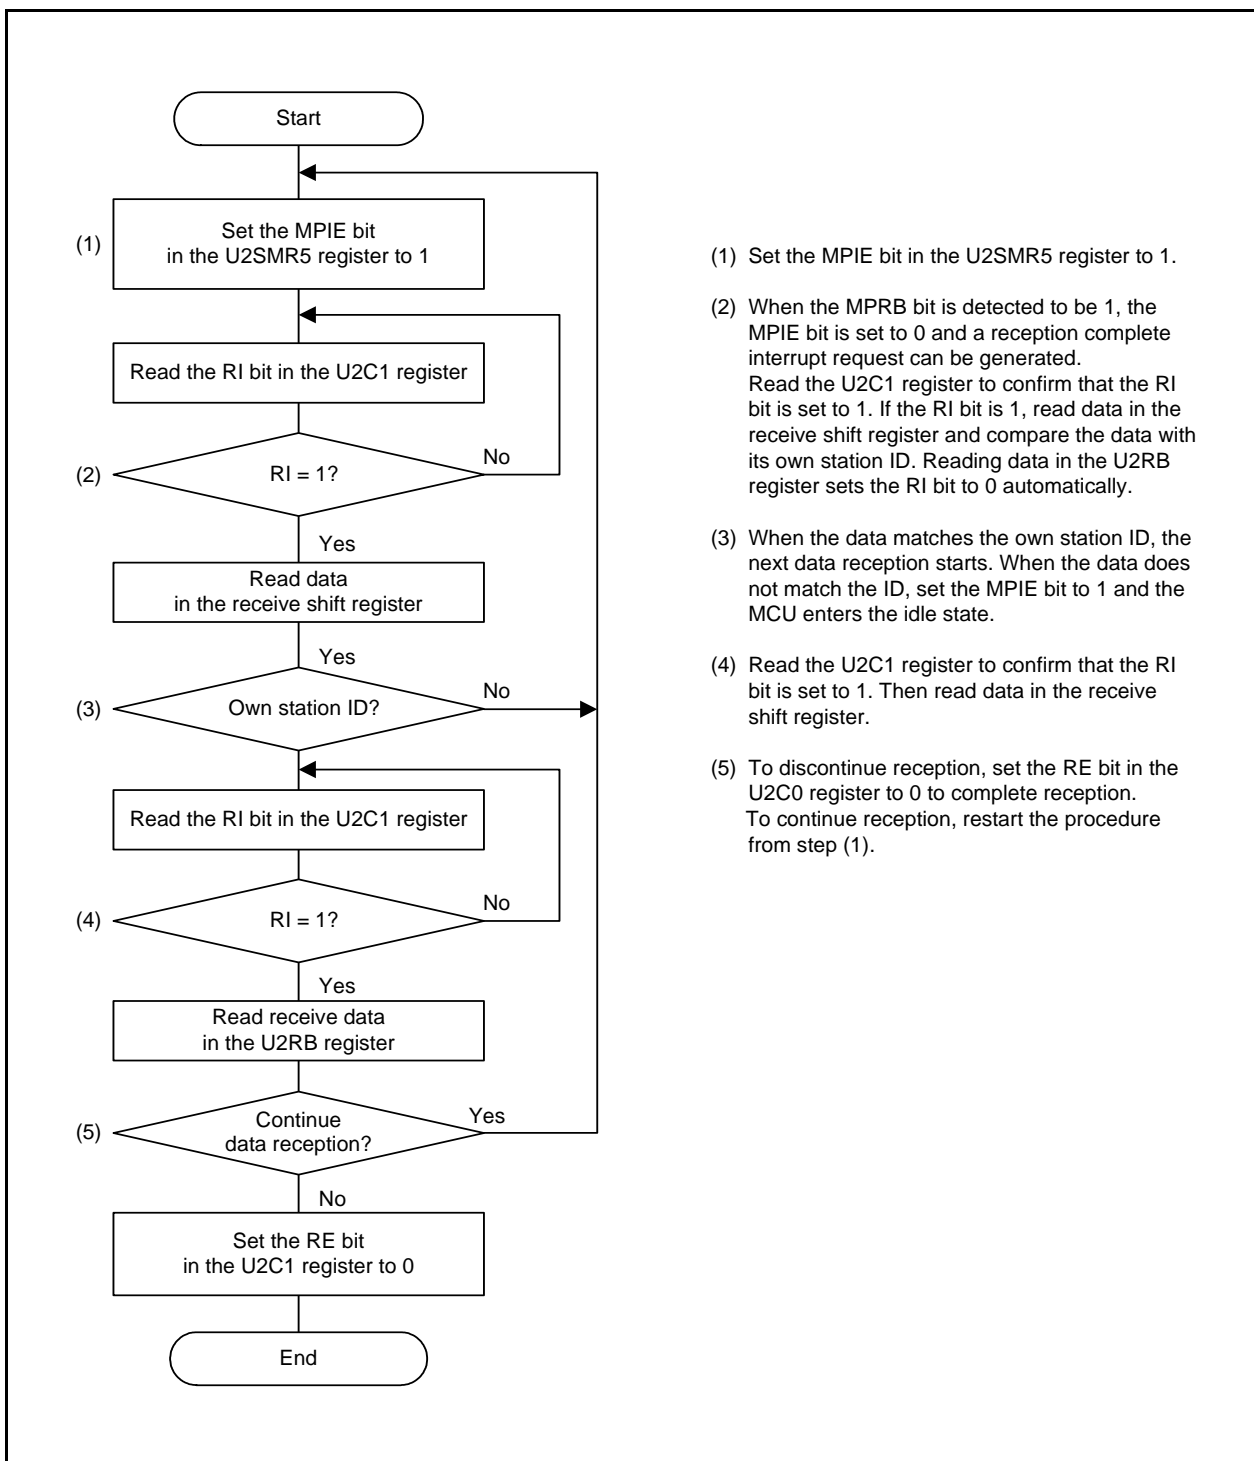 Start
(1)
Set the MPIE bit
in the U2SMR5 register to 1
Read the RI bit in the U2C1 register
(2)
RI = 1?
No
Yes
Read data
in the receive shift register
Yes
(3)
Own station ID?
No
Read the RI bit in the U2C1 register
(4)
RI = 1?
No
Yes
Read receive data
in the U2RB register
(5)
Continue
data reception?
Yes
No
Set the RE bit
in the U2C1 register to 0
End
(1) Set the MPIE bit in the U2SMR5 register to 1.
(2) When the MPRB bit is detected to be 1, the
MPIE bit is set to 0 and a reception complete
interrupt request can be generated.
Read the U2C1 register to confirm that the RI
bit is set to 1. If the RI bit is 1, read data in the
receive shift register and compare the data with
its own station ID. Reading data in the U2RB
register sets the RI bit to 0 automatically.
(3) When the data matches the own station ID, the
next data reception starts. When the data does
not match the ID, set the MPIE bit to 1 and the
MCU enters the idle state.
(4) Read the U2C1 register to confirm that the RI
bit is set to 1. Then read data in the receive
shift register.
(5) To discontinue reception, set the RE bit in the
U2C0 register to 0 to complete reception.
To continue reception, restart the procedure
from step (1).